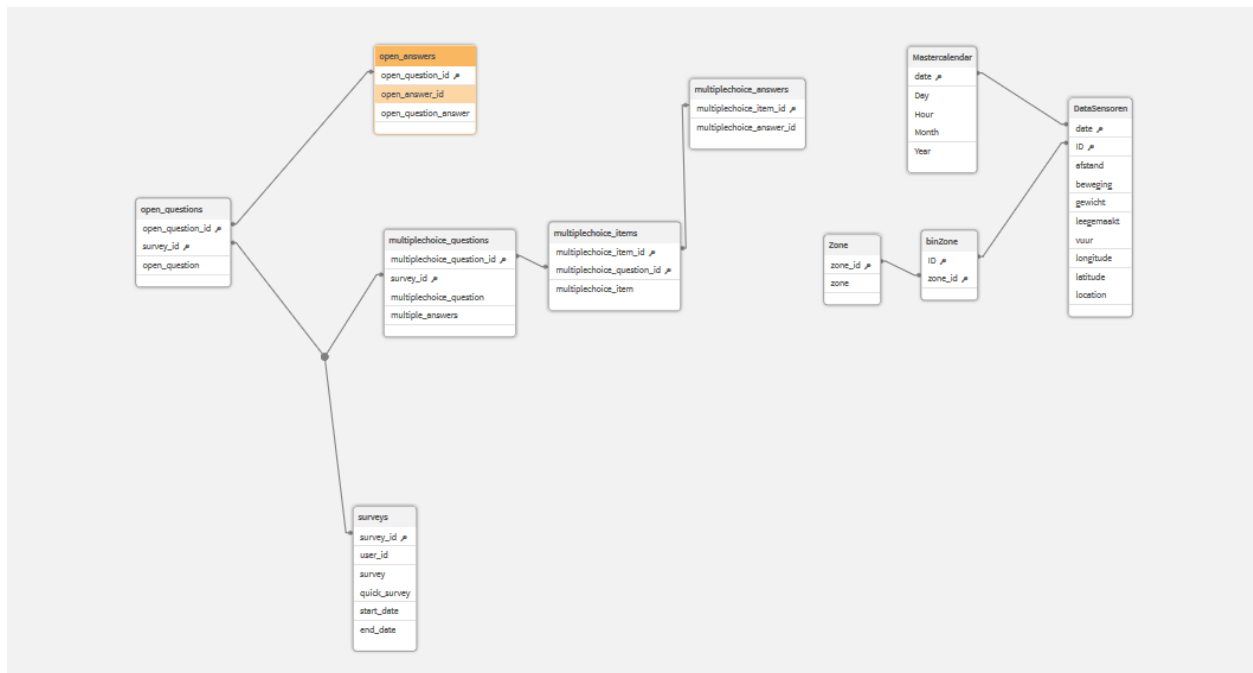 open_answers
open_question_id
open_answer_id
open_question_answer
open_questions
open_question_id
survey_id
open_question
multiplechoice_questions
multiplechoice_question_id
survey_id
multiplechoice_question
multiple_answers
multiplechoice_items
multiplechoice_item_id
multiplechoice_question_id
multiplechoice_item
multiplechoice_answers
multiplechoice_item_id
multiplechoice_answer_id
surveys
survey_id
user_id
survey
quick_survey
start_date
end_date
Mastercalendar
date
Day
Hour
Month
Year
Zone
zone_id
zone
binZone
ID
zone_id
DataSensoren
date
ID
afstand
beweging
gewicht
leegemaakt
vuur
longitude
latitude
location